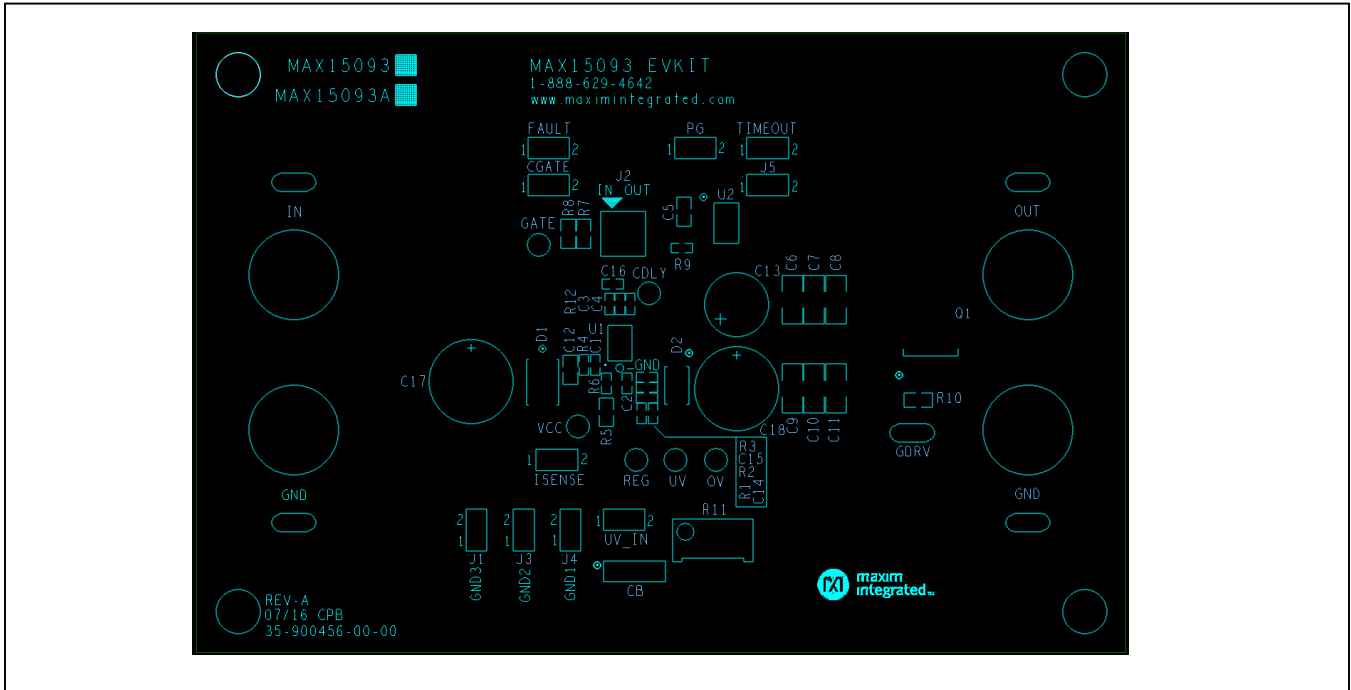 MAX15093
MAX15093A
MAX15093 EVKIT
1-888-629-4642
www.maximintegrated.com
FAULT
PG
TIMEOUT
1 2
1 2
1 2
CGATE
J5
1 2
1 2
J2
IN OUT
IN
OUT
GATE
R8
R7
C5
U2
R9
C16
CDLY
C13
C6
C7
C8
R12
C3
C4
Q1
D1
C12
R4
C1
U1
GND
D2
C17
R6
C2
R5
VCC
C18
C9
C10
C11
R10
GDRV
R3
C15
R2
R1
C14
1 2
ISENSE
REG
UV
OV
GND
GND
2
1
J1
GND3
2
1
J3
GND2
2
1
J4
GND1
1 2
UV_IN
R11
CB
maxim
integrated™
REV-A
07/16 CPB
35-900456-00-00